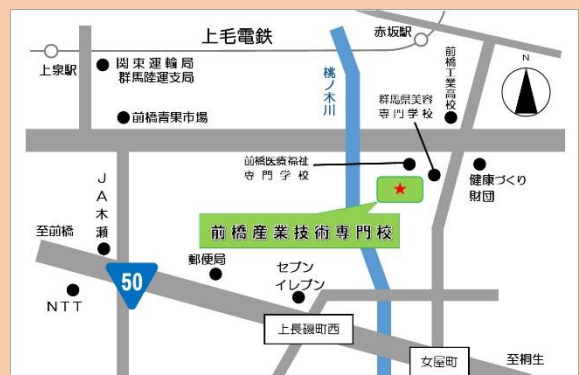 上毛電鉄
赤坂駅
上泉駅
関東運輸局
群馬陸運支局
桃ノ木川
前橋工業高校
N
群馬県美容
専門学校
前橋青果市場
前橋医療福祉
専門学校
健康づくり
財団
JA木瀬
至前橋
前橋産業技術専門校
郵便局
セブン
イレブン
50
NTT
上長磯町西
女屋町
至桐生